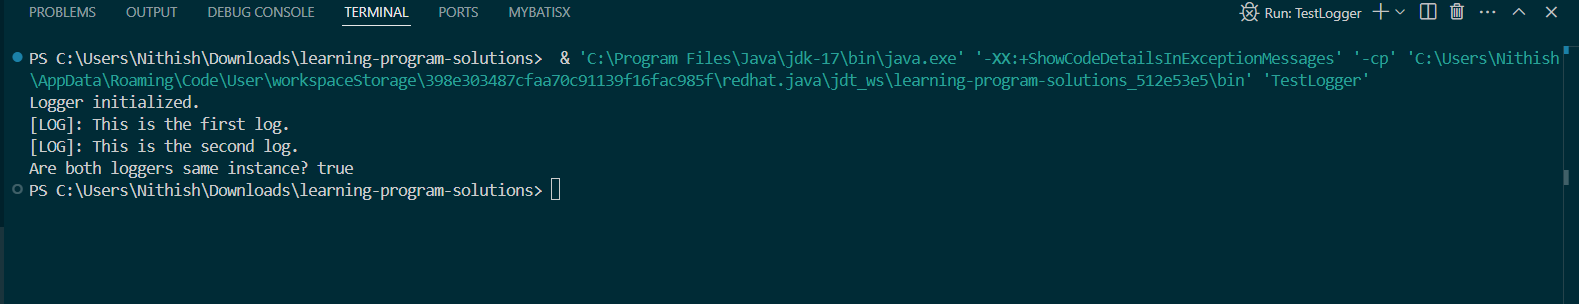 PROBLEMS OUTPUT DEBUG CONSOLE TERMINAL PORTS MYBATISX Run: TestLogger
PS C:\Users\Nithish\Downloads\learning-program-solutions>  & 'C:\Program Files\Java\jdk-17\bin\java.exe' '-XX:+ShowCodeDetailsInExceptionMessages' '-cp' 'C:\Users\Nithish
\AppData\Roaming\Code\User\workspaceStorage\398e303487cfaa70c91139f16fac985f\redhat.java\jdt_ws\learning-program-solutions_512e53e5\bin' 'TestLogger'
Logger initialized.
[LOG]: This is the first log.
[LOG]: This is the second log.
Are both loggers same instance? true
PS C:\Users\Nithish\Downloads\learning-program-solutions>